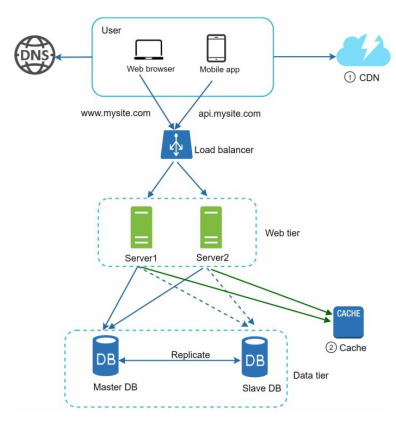 User
DNS
Web browser
Mobile app
1 CDN
www.mysite.com
api.mysite.com
Load balancer
Web tier
Server1
Server2
CACHE
2 Cache
DB
Replicate
DB
Master DB
Slave DB
Data tier